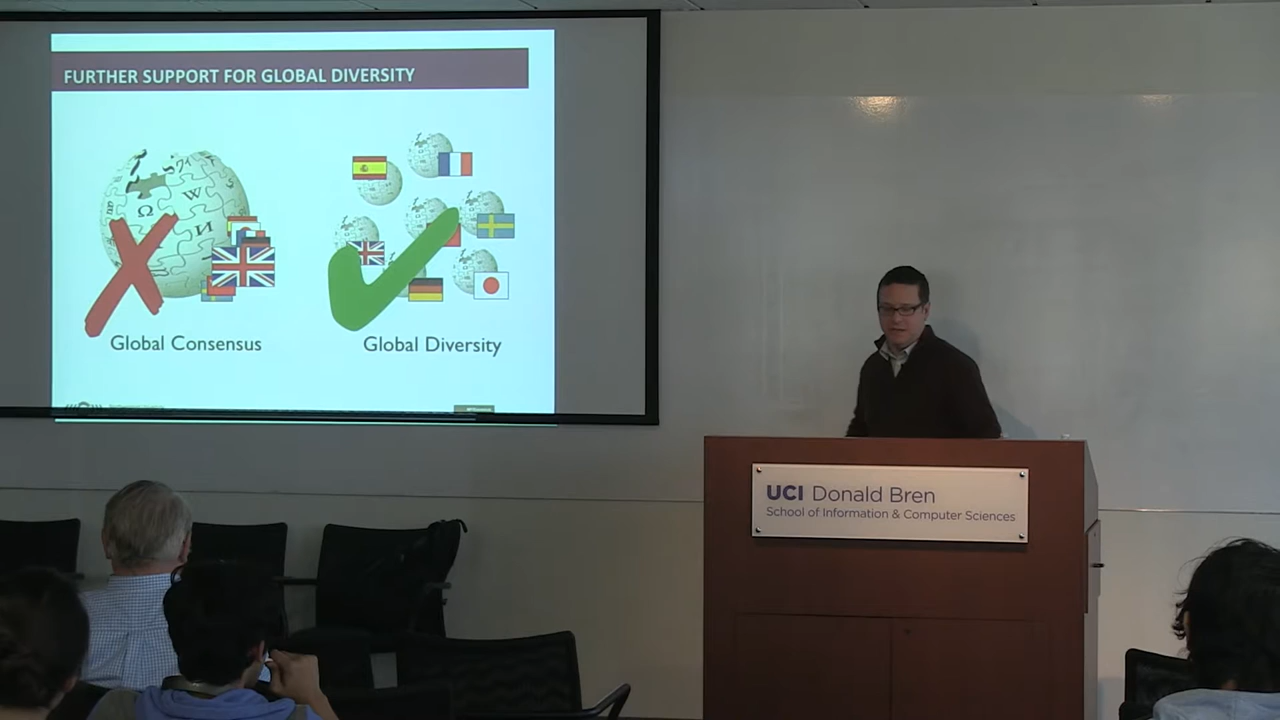 FURTHER SUPPORT FOR GLOBAL DIVERSITY
W
Ω
И
Global Consensus
Global Diversity
UCI Donald Bren
School of Information & Computer Sciences